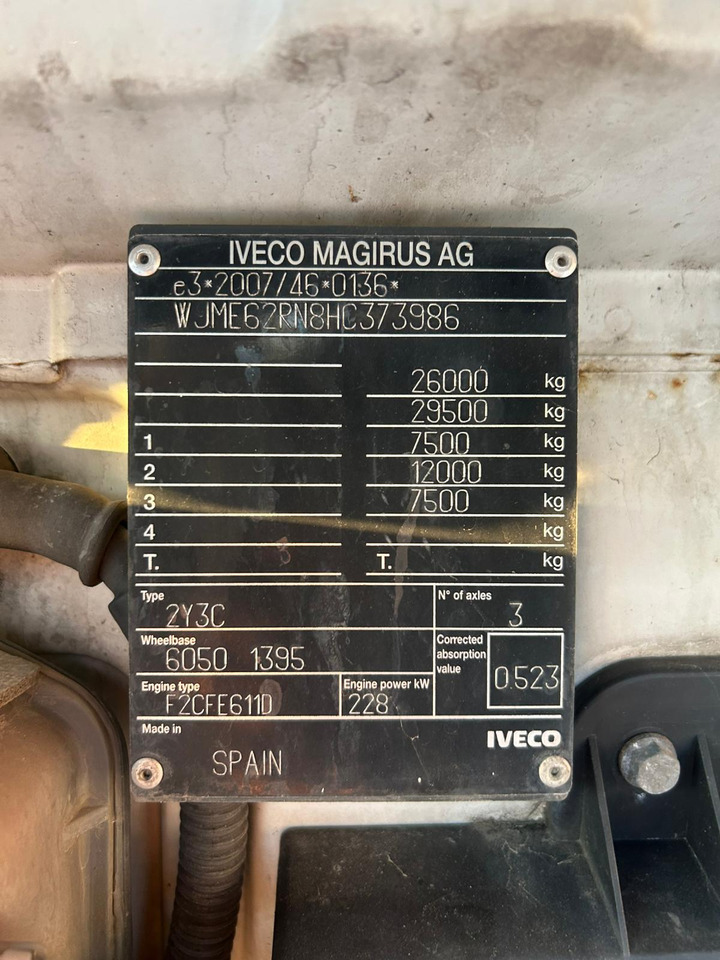 IVECO MAGIRUS AG
e3*2007/46*0136*
WJME62RN8HC373986
26000 kg
29500 kg
1 7500 kg
2 12000 kg
3 7500 kg
4 kg
T. T. kg
Type N° of axles
2Y3C 3
Wheelbase Corrected absorption value
6050 1395 0.523
Engine type Engine power kW
F2CFE611D 228
Made in IVECO
SPAIN